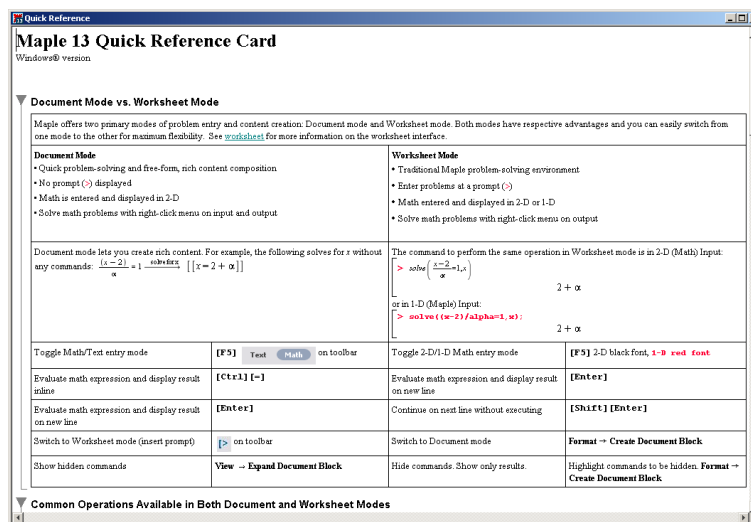 Quick Reference
Maple 13 Quick Reference Card
Windows® version
Document Mode vs. Worksheet Mode
Maple offers two primary modes of problem entry and content creation: Document mode and Worksheet mode. Both modes have respective advantages and you can easily switch from
one mode to the other for maximum flexibility. See worksheet for more information on the worksheet interface.
Document Mode
• Quick problem-solving and free-form, rich content composition
• No prompt (>) displayed
• Math is entered and displayed in 2-D
• Solve math problems with right-click menu on input and output
Worksheet Mode
• Traditional Maple problem-solving environment
• Enter problems at a prompt (>)
• Math entered and displayed in 2-D or 1-D
• Solve math problems with right-click menu on output
Document mode lets you create rich content. For example, the following solves for x without
any commands: (x − 2)/α = 1 solve for x → [[x = 2 + α]]
The command to perform the same operation in Worksheet mode is in 2-D (Math) Input:
> solve((x−2)/α=1,x)
2 + α
or in 1-D (Maple) Input:
> solve((x-2)/alpha=1,x);
2 + α
Toggle Math/Text entry mode
[F5] Text Math on toolbar
Toggle 2-D/1-D Math entry mode
[F5] 2-D black font, 1-D red font
Evaluate math expression and display result
inline
[Ctrl][=]
Evaluate math expression and display result
on new line
[Enter]
Evaluate math expression and display result
on new line
[Enter]
Continue on next line without executing
[Shift][Enter]
Switch to Worksheet mode (insert prompt)
[> on toolbar
Switch to Document mode
Format → Create Document Block
Show hidden commands
View → Expand Document Block
Hide commands. Show only results.
Highlight commands to be hidden. Format →
Create Document Block
Common Operations Available in Both Document and Worksheet Modes